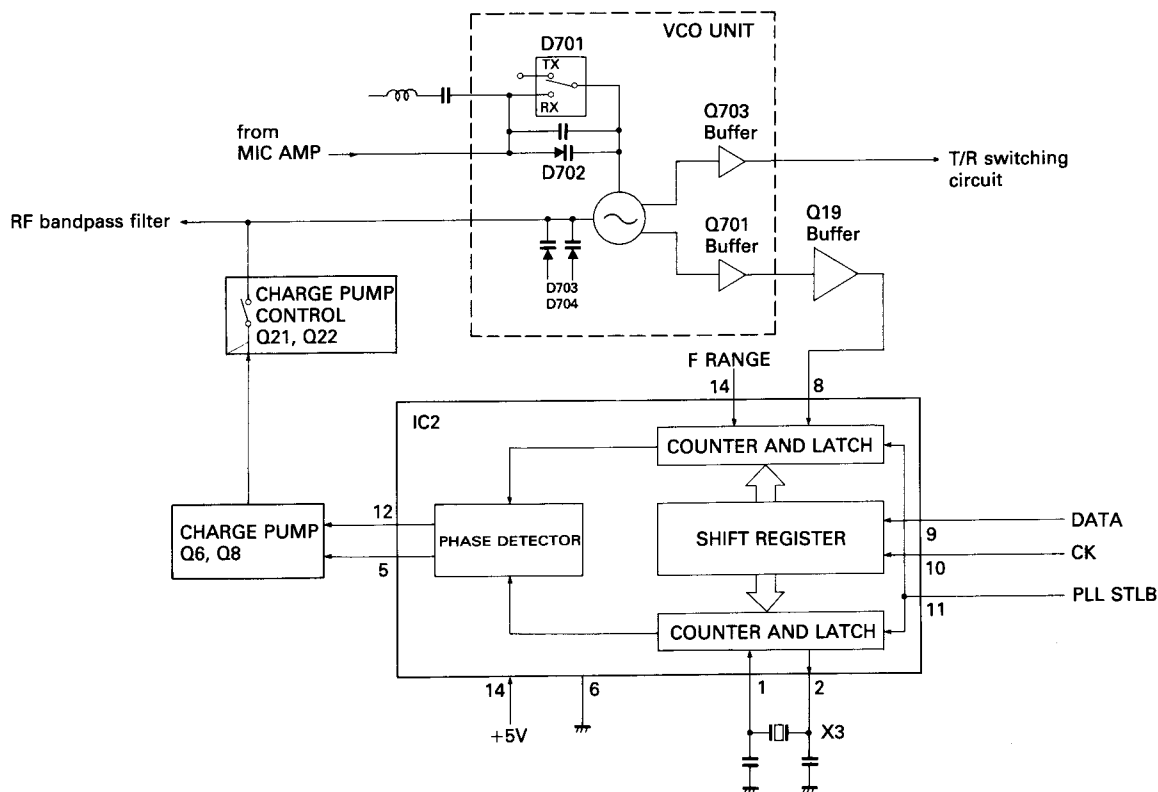 VCO UNIT
D701
TX
RX
Q703
Buffer
from
MIC AMP
T/R switching
circuit
D702
RF bandpass filter
Q701
Buffer
Q19
Buffer
D703
D704
CHARGE PUMP
CONTROL
Q21, Q22
F RANGE
14
8
IC2
COUNTER AND LATCH
12
CHARGE PUMP
Q6, Q8
5
PHASE DETECTOR
SHIFT REGISTER
DATA
9
CK
10
PLL STLB
11
COUNTER AND LATCH
14
6
1
2
+5V
X3